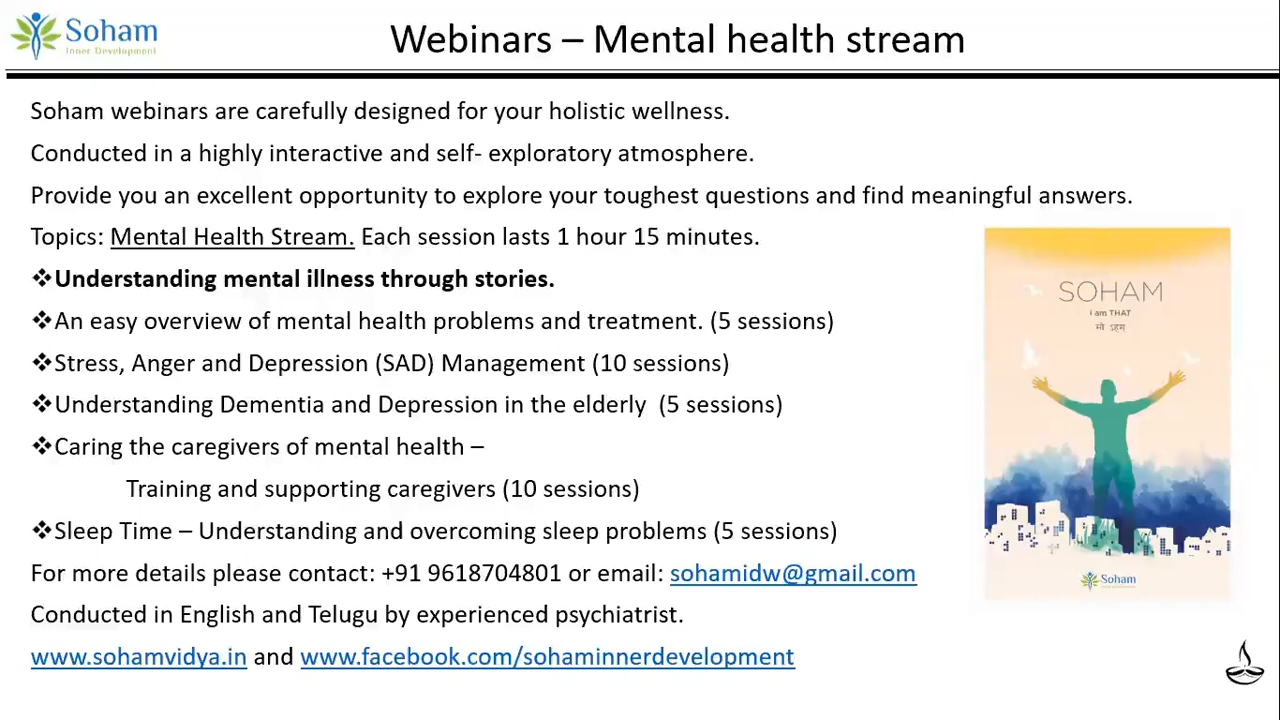 Soham
Inner Development
Webinars – Mental health stream
Soham webinars are carefully designed for your holistic wellness.
Conducted in a highly interactive and self- exploratory atmosphere.
Provide you an excellent opportunity to explore your toughest questions and find meaningful answers.
Topics: Mental Health Stream. Each session lasts 1 hour 15 minutes.
❖Understanding mental illness through stories.
❖An easy overview of mental health problems and treatment. (5 sessions)
❖Stress, Anger and Depression (SAD) Management (10 sessions)
❖Understanding Dementia and Depression in the elderly (5 sessions)
❖Caring the caregivers of mental health –
Training and supporting caregivers (10 sessions)
❖Sleep Time – Understanding and overcoming sleep problems (5 sessions)
For more details please contact: +91 9618704801 or email: sohamidw@gmail.com
Conducted in English and Telugu by experienced psychiatrist.
www.sohamvidya.in and www.facebook.com/sohaminnerdevelopment
SOHAM
I am THAT
सो ऽहम्
Soham